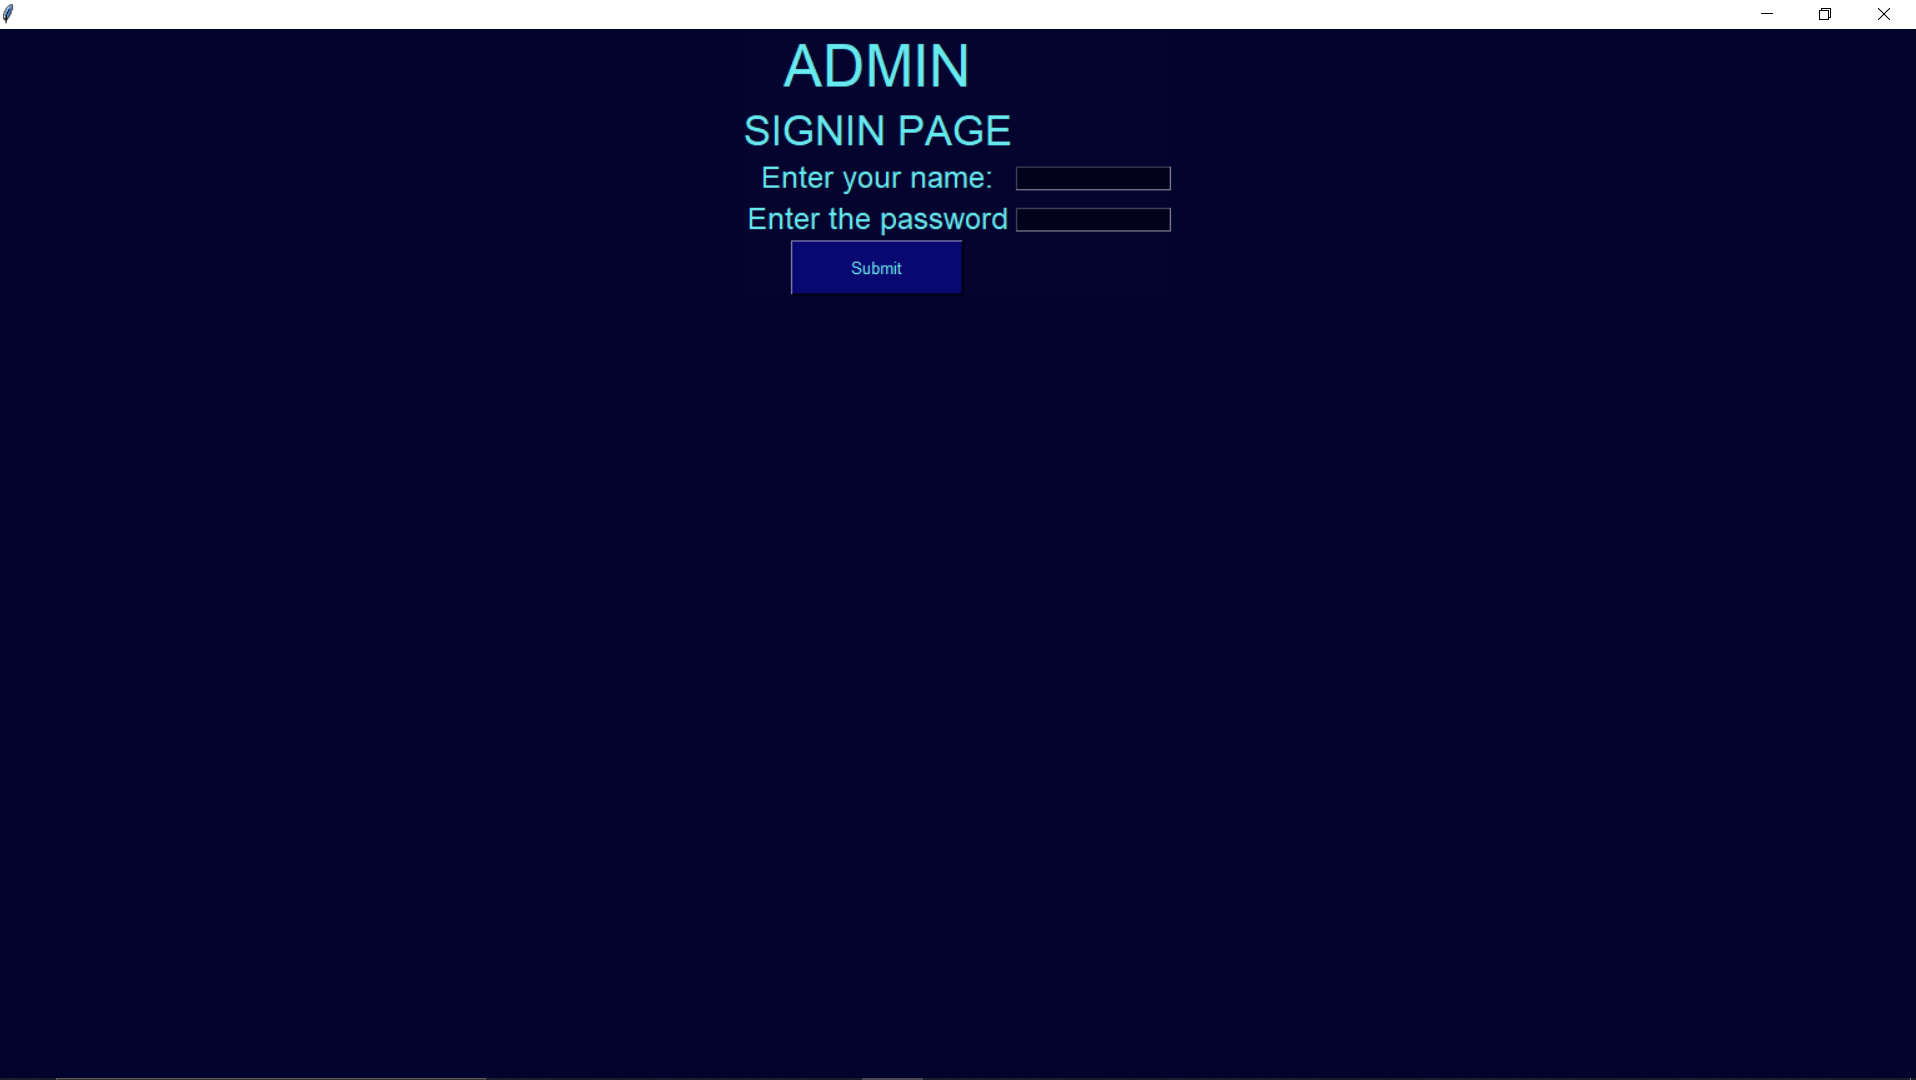 ADMIN
SIGNIN PAGE
Enter your name:
Enter the password
Submit